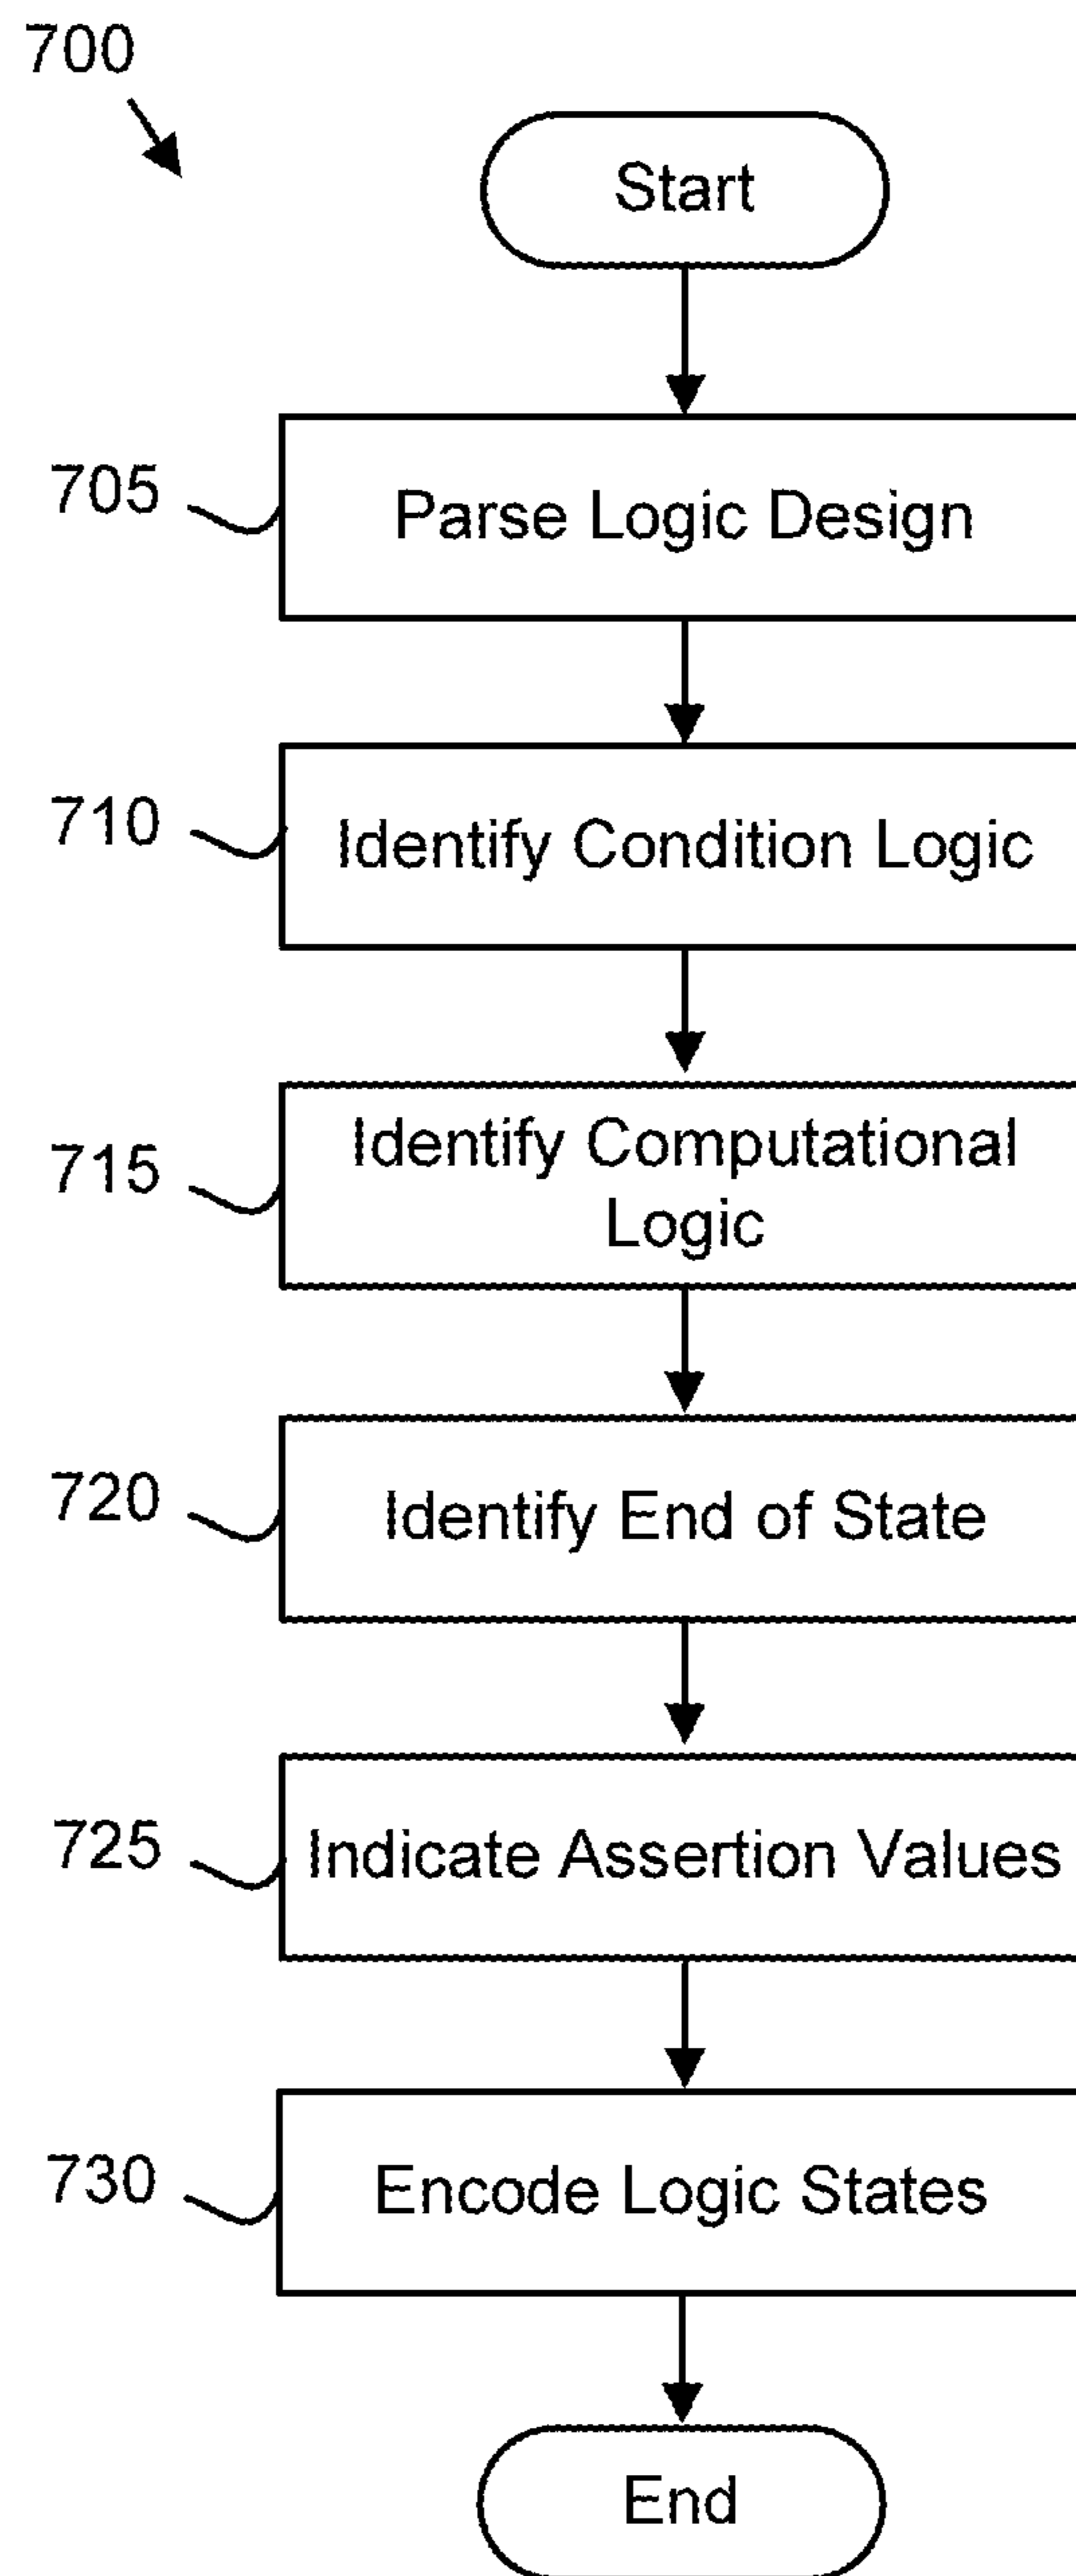 700
Start
705
Parse Logic Design
710
Identify Condition Logic
715
Identify Computational
Logic
720
Identify End of State
725
Indicate Assertion Values
730
Encode Logic States
End